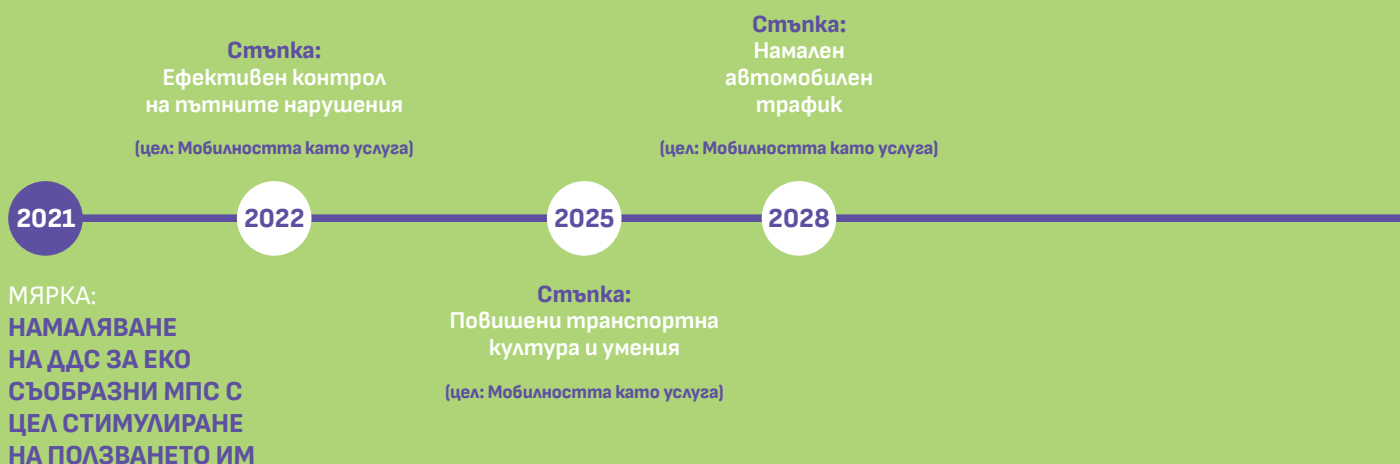 Стъпка:
Намален
автомобилен
трафик
(цел: Мобилността като услуга)
Стъпка:
Ефективен контрол
на пътните нарушения
(цел: Мобилността като услуга)
2021
2022
2025
2028
МЯРКА:
НАМАЛЯВАНЕ
НА ДДС ЗА ЕКО
СЪОБРАЗНИ МПС С
ЦЕЛ СТИМУЛИРАНЕ
НА ПОЛЗВАНЕТО ИМ
Стъпка:
Повишени транспортна
култура и умения
(цел: Мобилността като услуга)